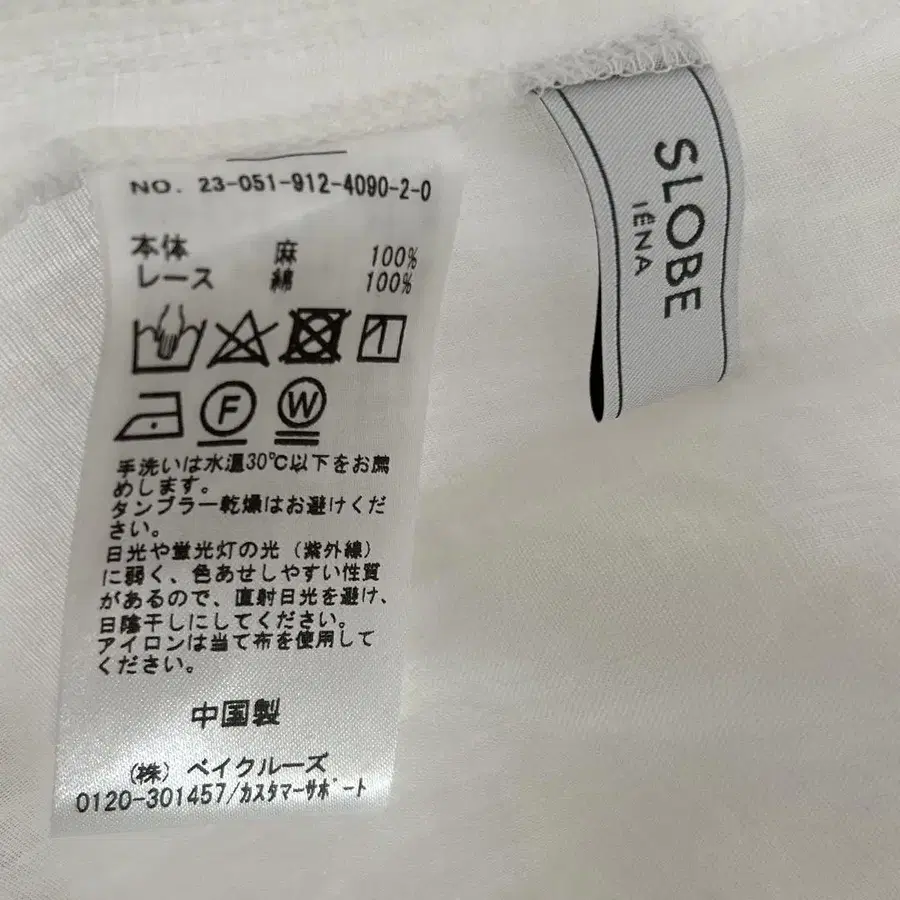 NO. 23-051-912-4090-2-0
本体 麻 100%
レース 綿 100%
F W
手洗いは水温30℃以下をお薦
めします。
タンブラー乾燥はお避けくだ
さい。
日光や蛍光灯の光（紫外線）
に弱く、色あせしやすい性質
があるので、直射日光を避け、
日陰干しにしてください。
アイロンは当て布を使用して
ください。
中国製
(株) ベイクルーズ
0120-301457/カスタマーサポート
SLOBE
IÉNA